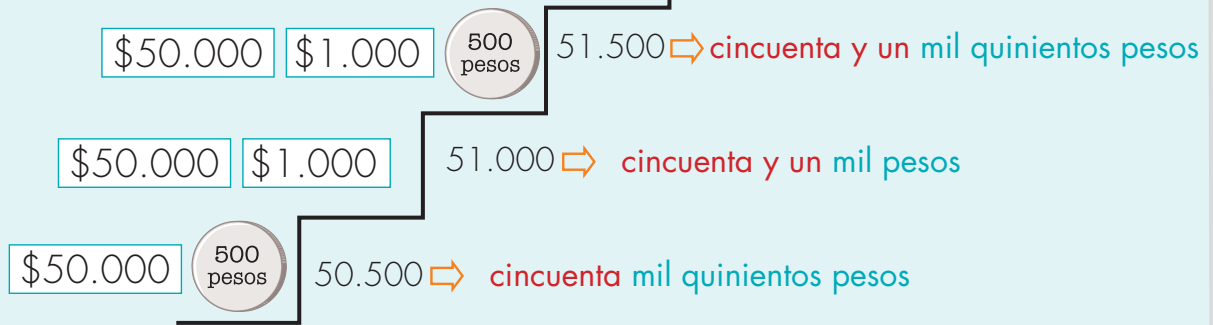 $50.000 $1.000 500 pesos 51.500 cincuenta y un mil quinientos pesos
$50.000 $1.000 51.000 cincuenta y un mil pesos
$50.000 500 pesos 50.500 cincuenta mil quinientos pesos